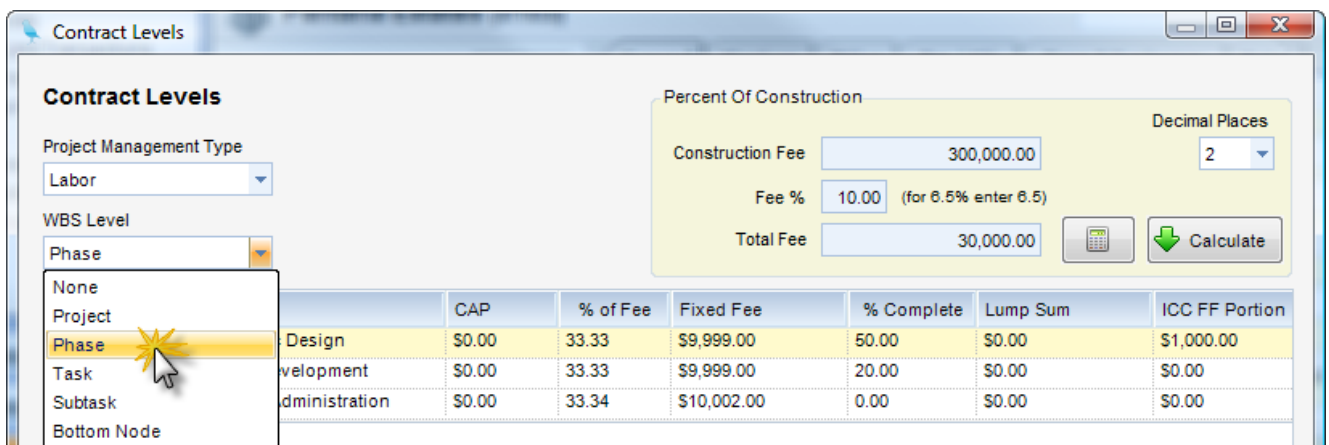 Contract Levels
Contract Levels
Percent Of Construction
Decimal Places
Project Management Type
Construction Fee 300,000.00 2
Labor
Fee % 10.00 (for 6.5% enter 6.5)
WBS Level
Total Fee 30,000.00 Calculate
Phase
None
CAP % of Fee Fixed Fee % Complete Lump Sum ICC FF Portion
Project
Phase Design $0.00 33.33 $9,999.00 50.00 $0.00 $1,000.00
Task velopment $0.00 33.33 $9,999.00 20.00 $0.00 $0.00
Subtask dministration $0.00 33.34 $10,002.00 0.00 $0.00 $0.00
Bottom Node